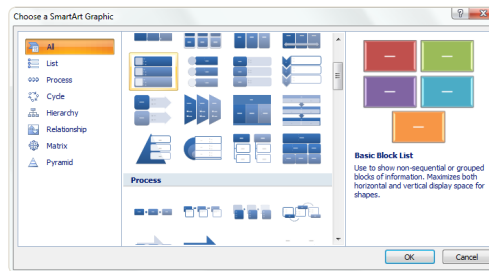 Choose a SmartArt Graphic
All
List
Process
Cycle
Hierarchy
Relationship
Matrix
Pyramid
Process
Basic Block List
Use to show non-sequential or grouped
blocks of information. Maximizes both
horizontal and vertical display space for
shapes.
OK
Cancel